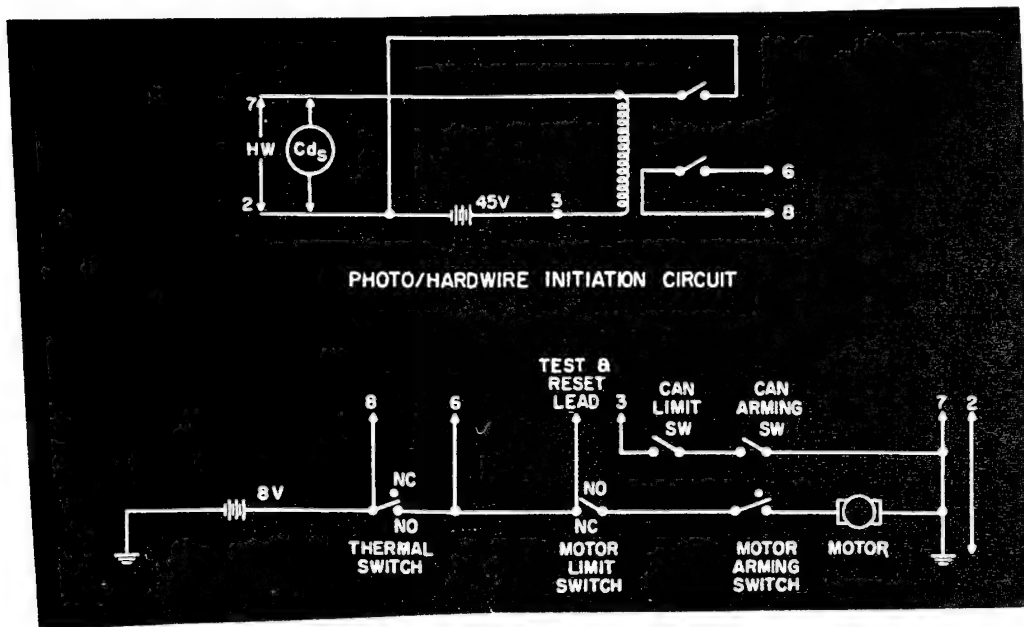 7
HW
CdS
6
2
45V
3
8
PHOTO/HARDWIRE INITIATION CIRCUIT
TEST &
RESET
LEAD
8
6
3
CAN
LIMIT
SW
CAN
ARMING
SW
7
2
NC
NO
8V
NO
NC
THERMAL
SWITCH
MOTOR
LIMIT
SWITCH
MOTOR
ARMING
SWITCH
MOTOR